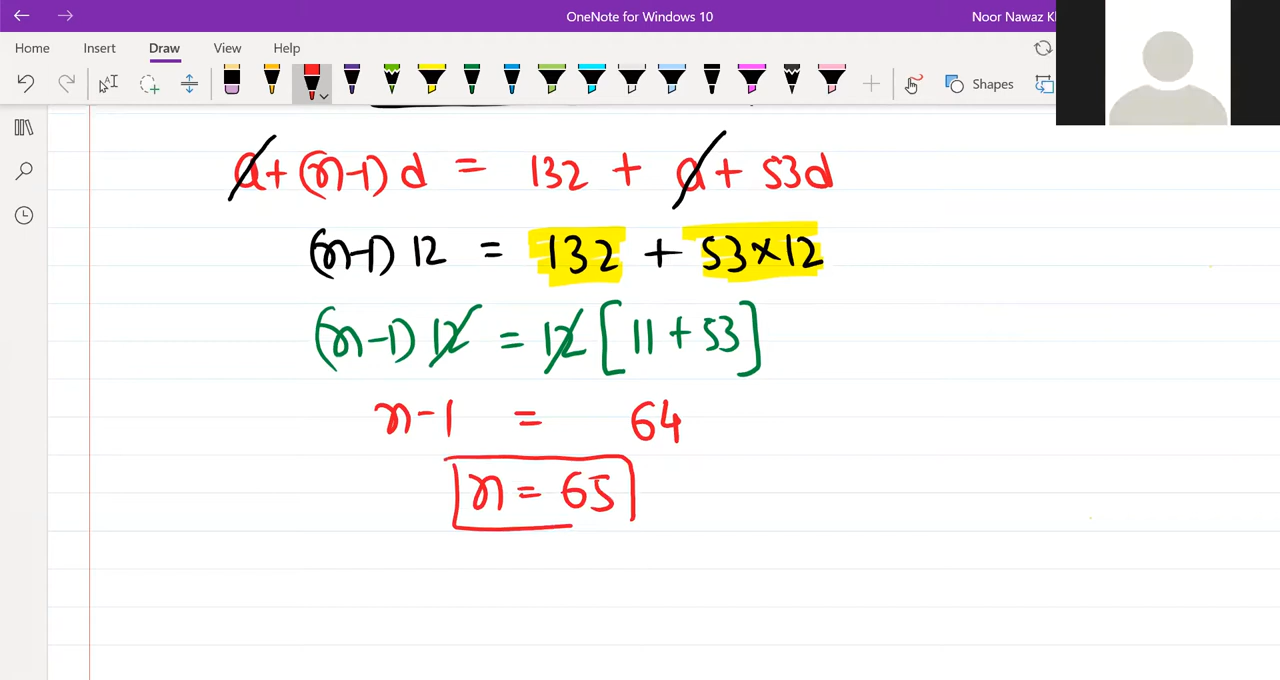 OneNote for Windows 10
Noor Nawaz Kh
Home Insert Draw View Help
Shapes
a + (n-1) d = 132 + a + 53d
(n-1) 12 = 132 + 53×12
(n-1) 12 = 12 [ 11 + 53 ]
n - 1 = 64
n = 65